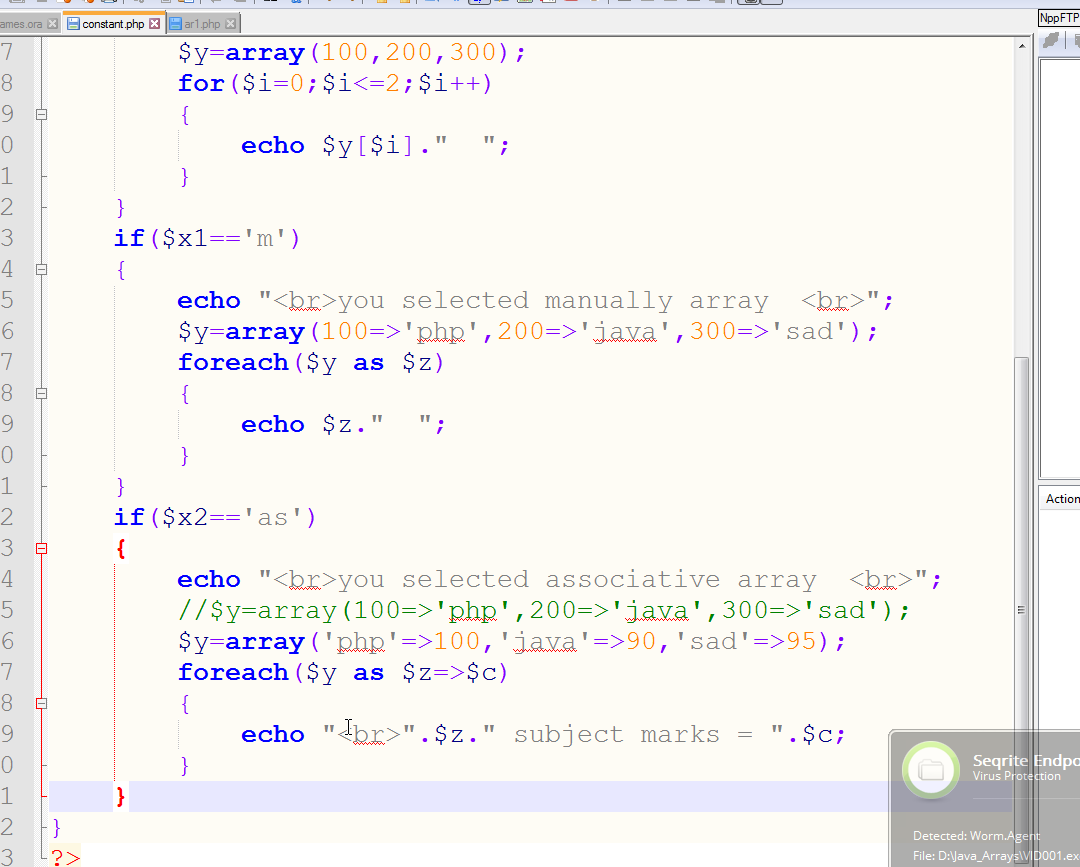 ames.ora constant.php ar1.php
NppFTP
7 $y=array(100,200,300);
8 for($i=0;$i<=2;$i++)
9 {
0 echo $y[$i]."  ";
1 }
2 }
3 if($x1=='m')
4 {
5 echo "<br>you selected manually array  <br>";
6 $y=array(100=>'php',200=>'java',300=>'sad');
7 foreach($y as $z)
8 {
9 echo $z."  ";
0 }
1 }
Action
2 if($x2=='as')
3 {
4 echo "<br>you selected associative array  <br>";
5 //$y=array(100=>'php',200=>'java',300=>'sad');
6 $y=array('php'=>100,'java'=>90,'sad'=>95);
7 foreach($y as $z=>$c)
8 {
9 echo "<br>".$z." subject marks = ".$c;
0 }
1 }
2 }
3 ?>
Seqrite Endpo
Virus Protection
Detected: Worm.Agent
File: D:\Java_Arrays\VID001.ex